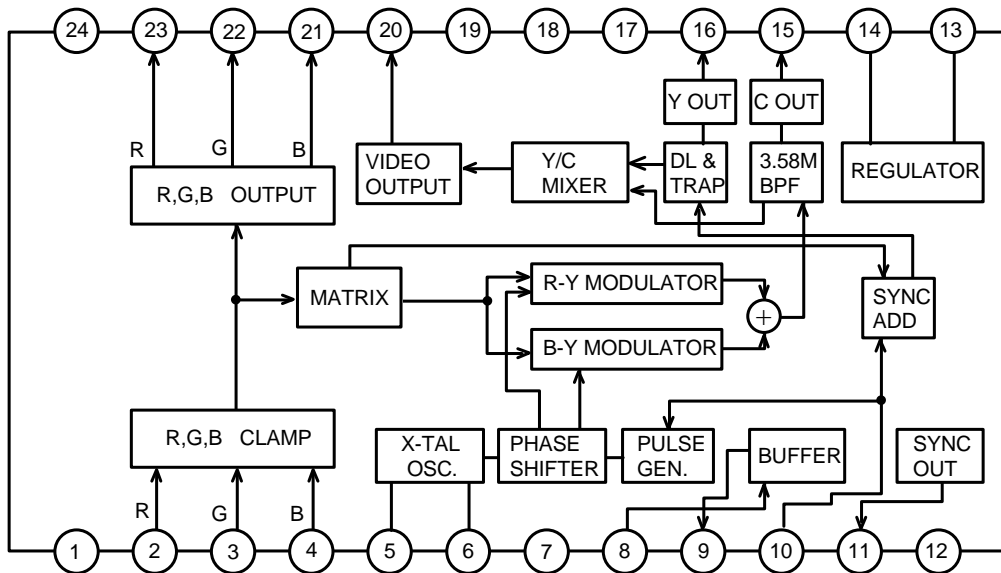 24 23 22 21 20 19 18 17 16 15 14 13
Y OUT C OUT
R G B
VIDEO
OUTPUT
Y/C
MIXER
DL &
TRAP
3.58M
BPF
REGULATOR
R,G,B OUTPUT
MATRIX
R-Y MODULATOR
SYNC
ADD
+
B-Y MODULATOR
R,G,B CLAMP
X-TAL
OSC.
PHASE
SHIFTER
PULSE
GEN.
BUFFER
SYNC
OUT
R G B
1 2 3 4 5 6 7 8 9 10 11 12